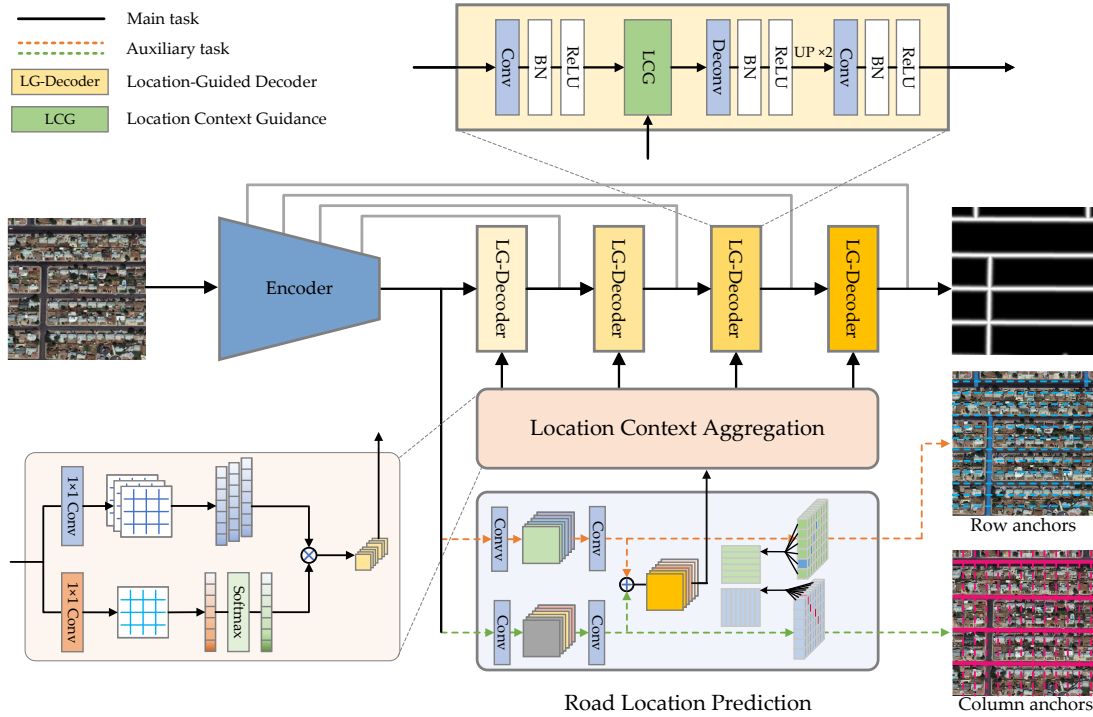 Main task
Auxiliary task
LG-Decoder Location-Guided Decoder
LCG Location Context Guidance
Conv BN ReLU LCG Deconv BN ReLU UP ×2 Conv BN ReLU
Encoder
LG-Decoder LG-Decoder LG-Decoder LG-Decoder
Location Context Aggregation
1×1 Conv
1×1 Conv
Softmax
Convv Conv
Conv Conv
Row anchors
Column anchors
Road Location Prediction